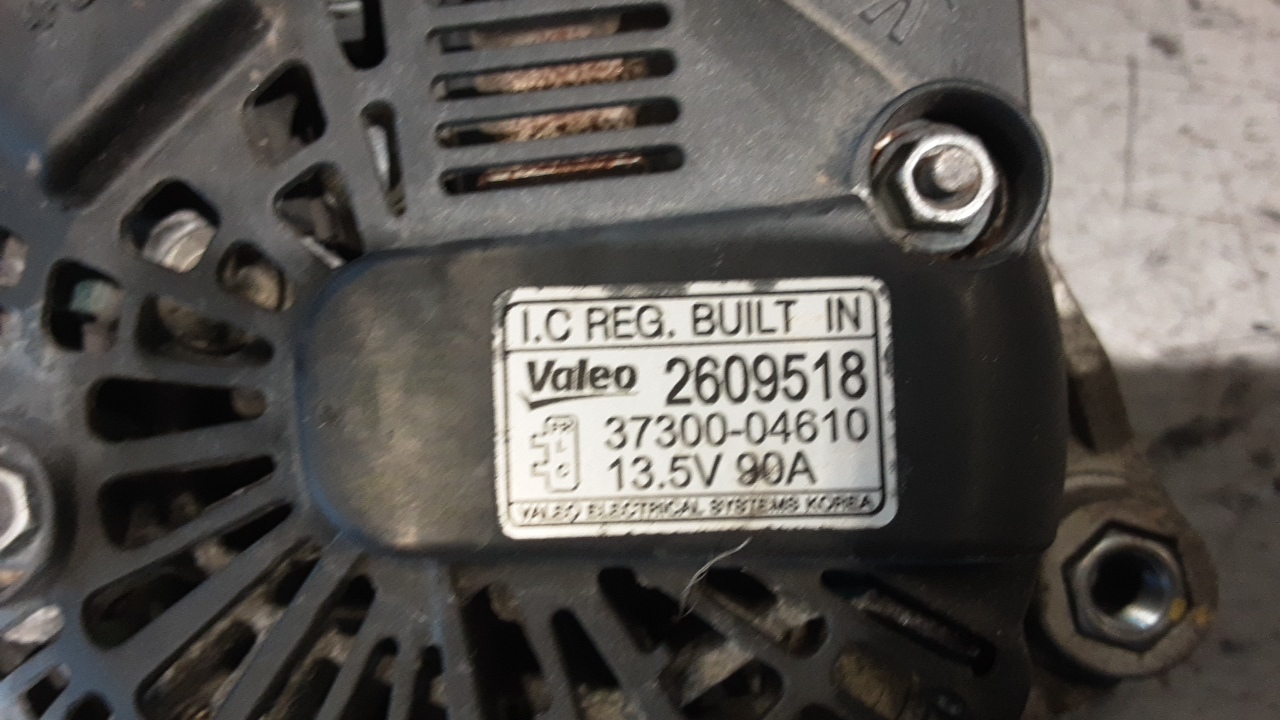 I.C REG. BUILT IN
Valeo 2609518
37300-04610
L
C
13.5V 90A
VALEO ELECTRICAL SYSTEMS KOREA